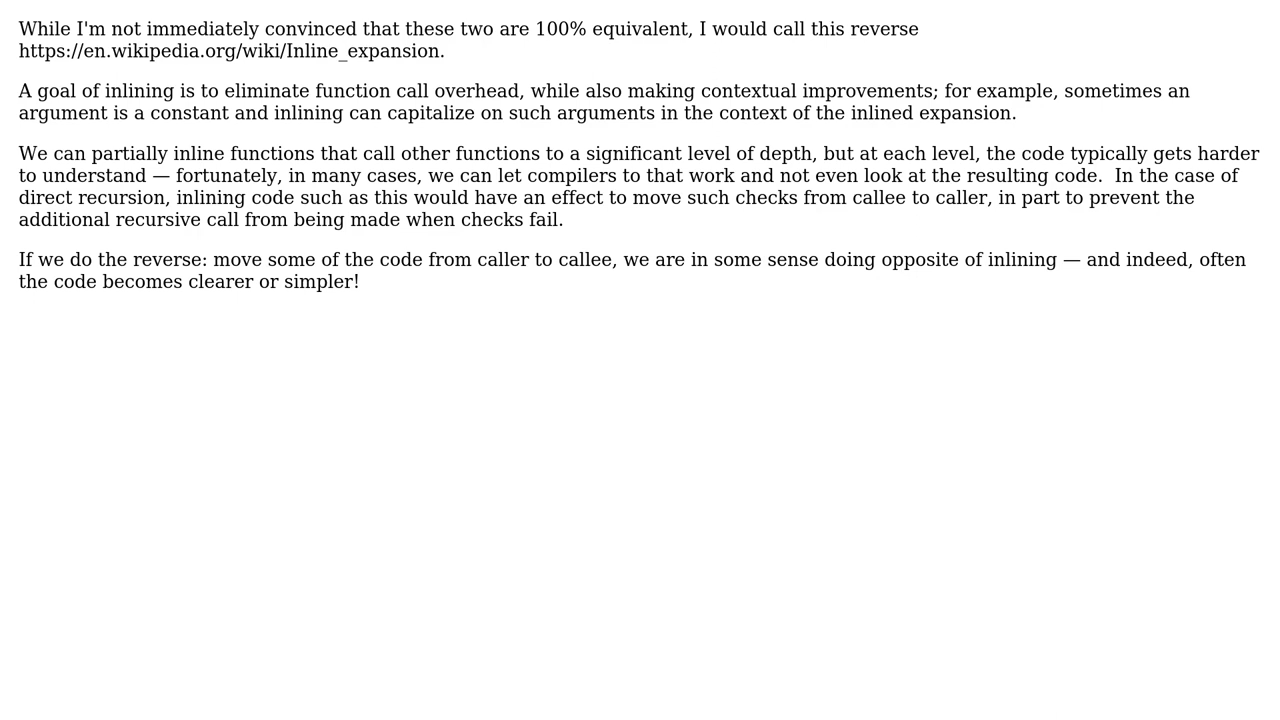 While I'm not immediately convinced that these two are 100% equivalent, I would call this reverse
https://en.wikipedia.org/wiki/Inline_expansion.
A goal of inlining is to eliminate function call overhead, while also making contextual improvements; for example, sometimes an
argument is a constant and inlining can capitalize on such arguments in the context of the inlined expansion.
We can partially inline functions that call other functions to a significant level of depth, but at each level, the code typically gets harder
to understand — fortunately, in many cases, we can let compilers to that work and not even look at the resulting code.  In the case of
direct recursion, inlining code such as this would have an effect to move such checks from callee to caller, in part to prevent the
additional recursive call from being made when checks fail.
If we do the reverse: move some of the code from caller to callee, we are in some sense doing opposite of inlining — and indeed, often
the code becomes clearer or simpler!